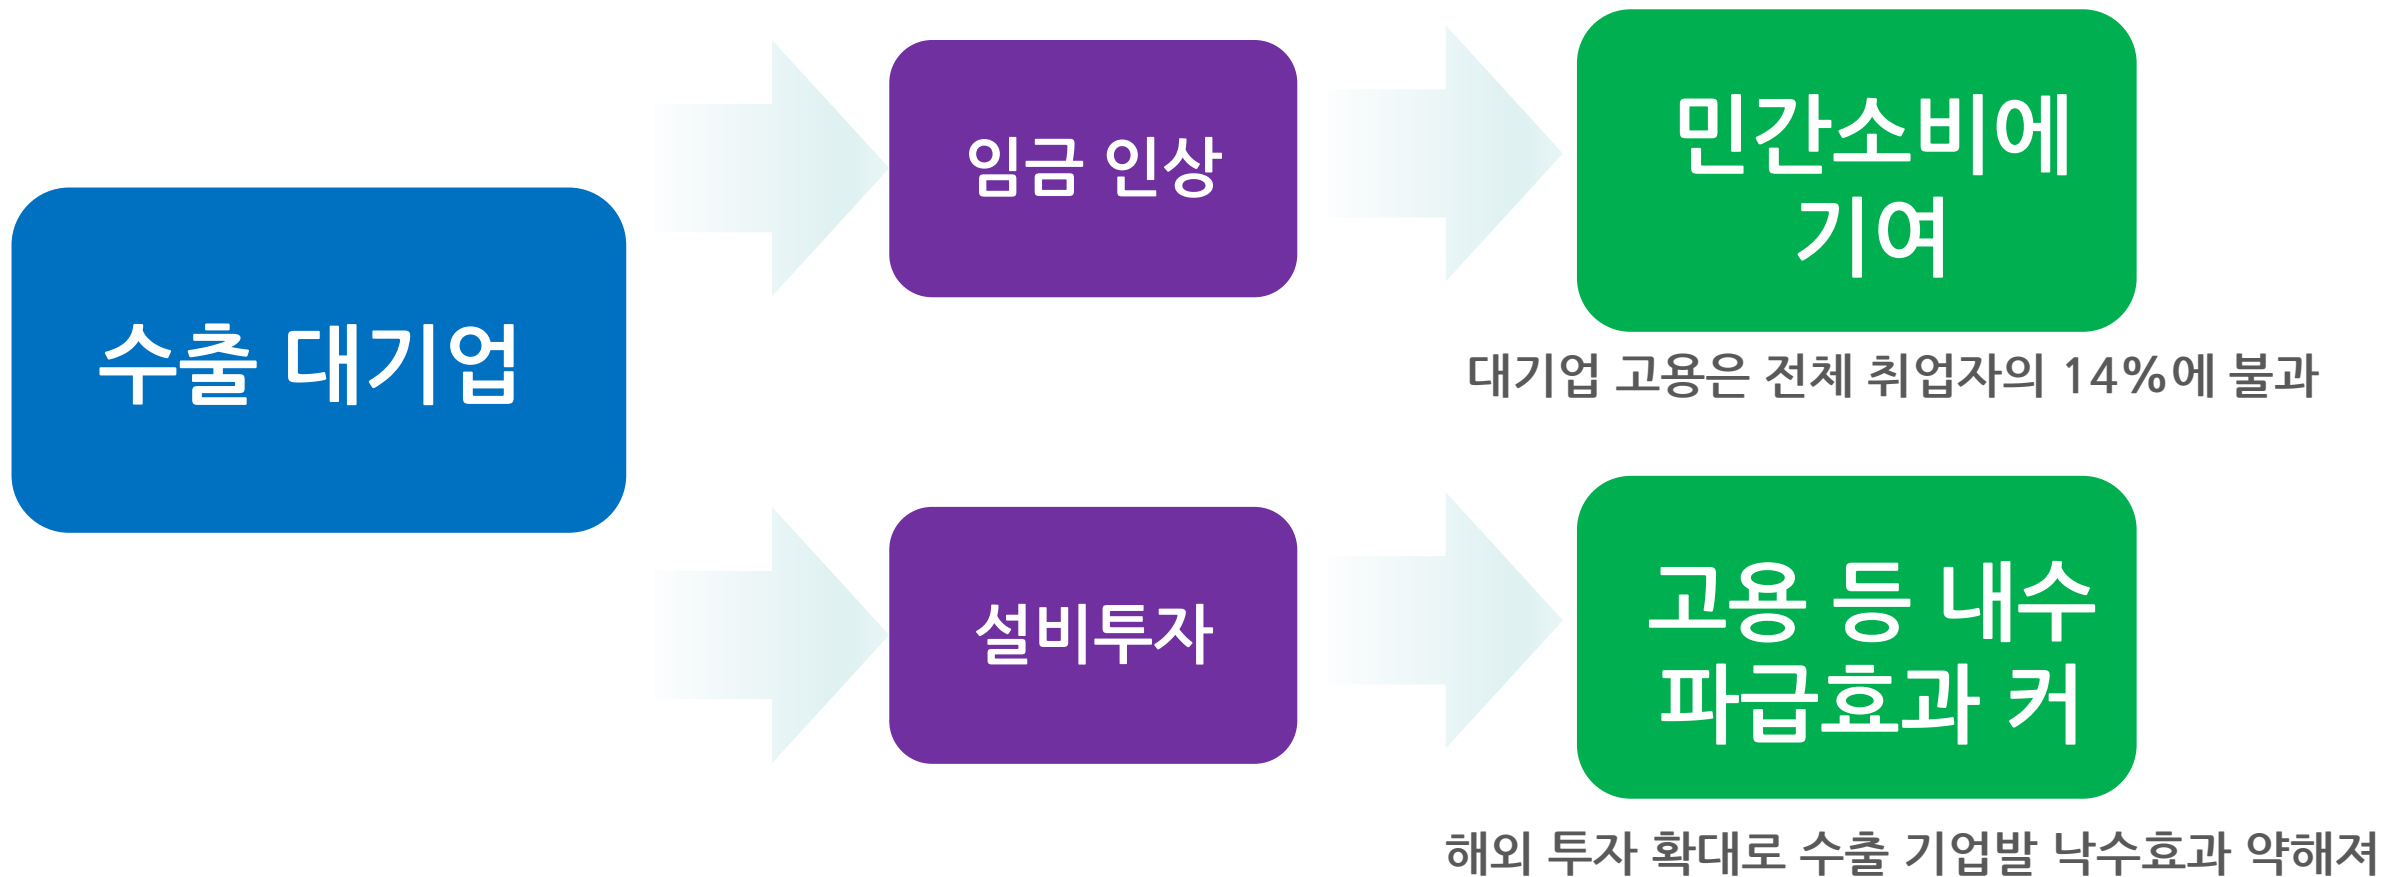 수출 대기업
임금 인상
민간소비에
기여
대기업 고용은 전체 취업자의 14%에 불과
설비투자
고용 등 내수
파급효과 커
해외 투자 확대로 수출 기업발 낙수효과 약해져